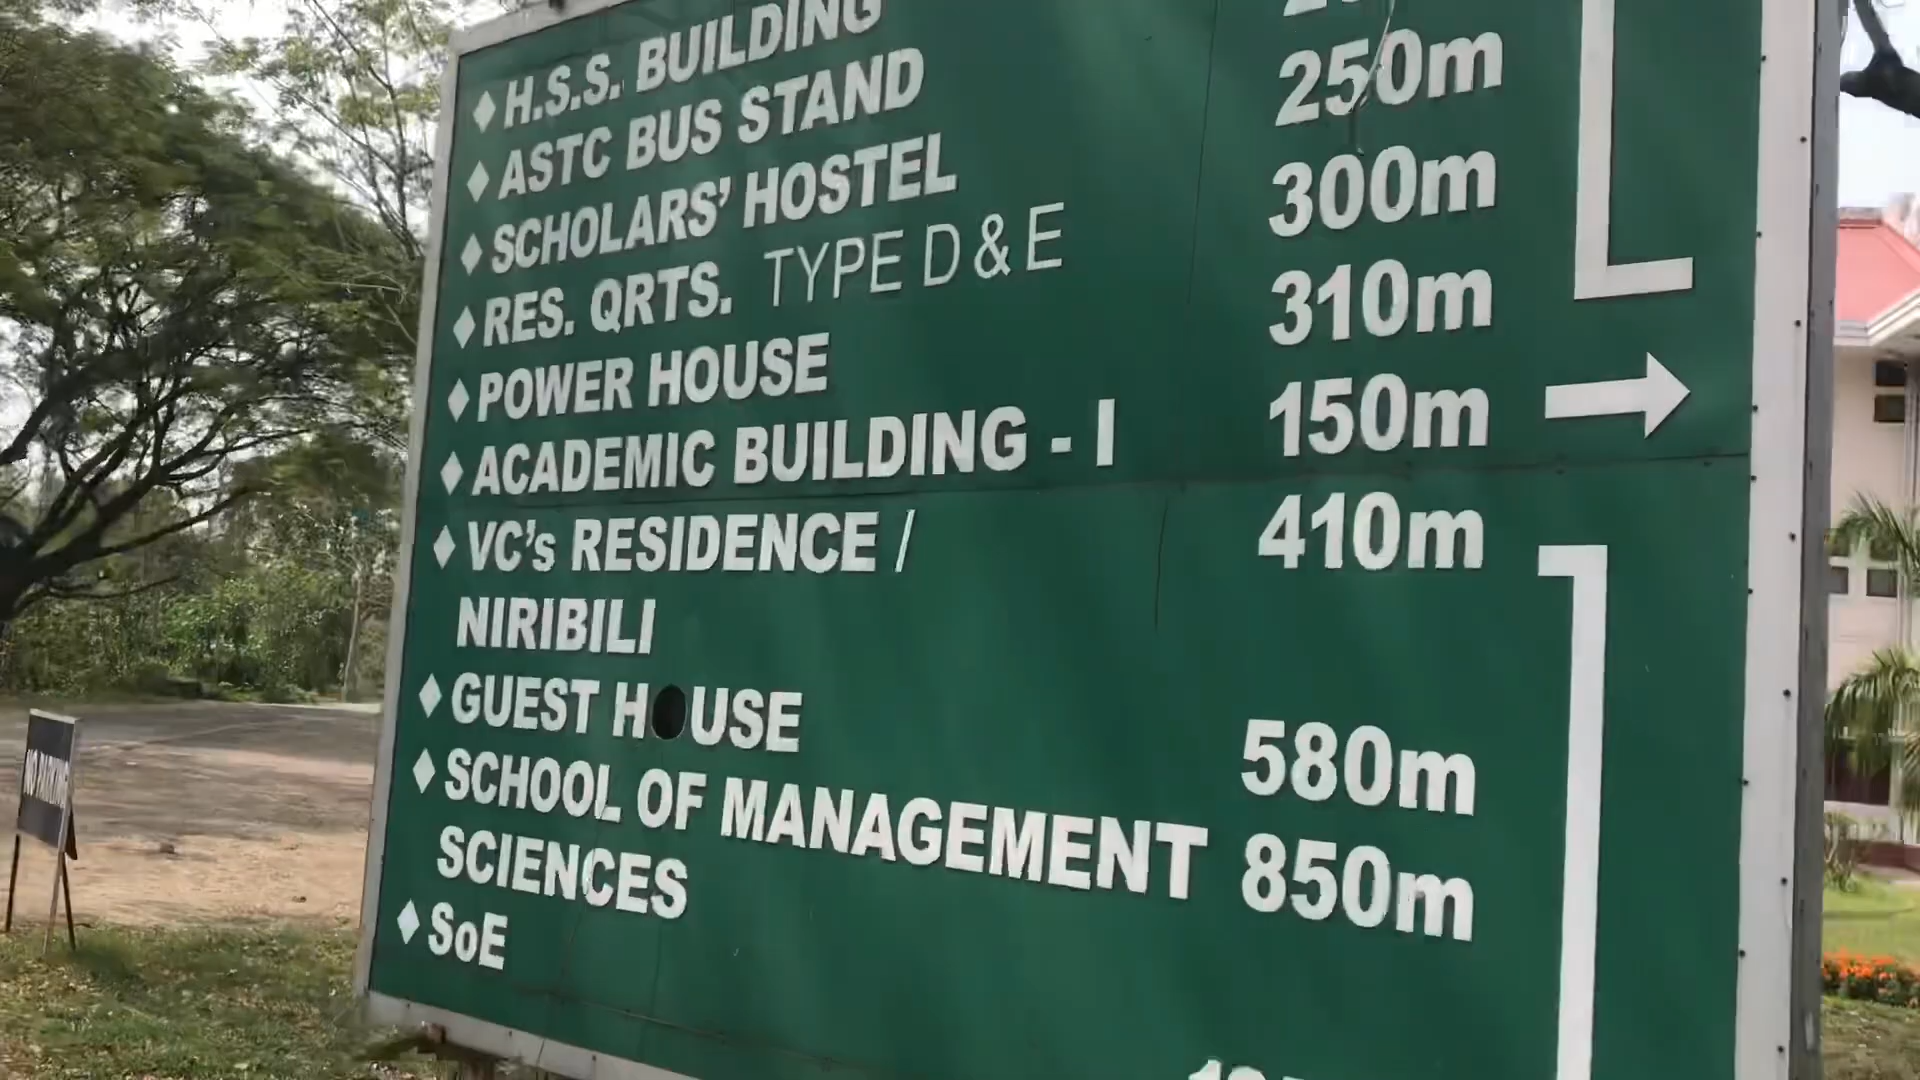 H.S.S. BUILDING
ASTC BUS STAND 250m
SCHOLARS' HOSTEL 300m
RES. QRTS. TYPE D & E 310m
POWER HOUSE 150m
ACADEMIC BUILDING - I 410m
VC's RESIDENCE /
NIRIBILI
GUEST H USE 580m
SCHOOL OF MANAGEMENT 850m
SCIENCES
SoE
NO PARKING